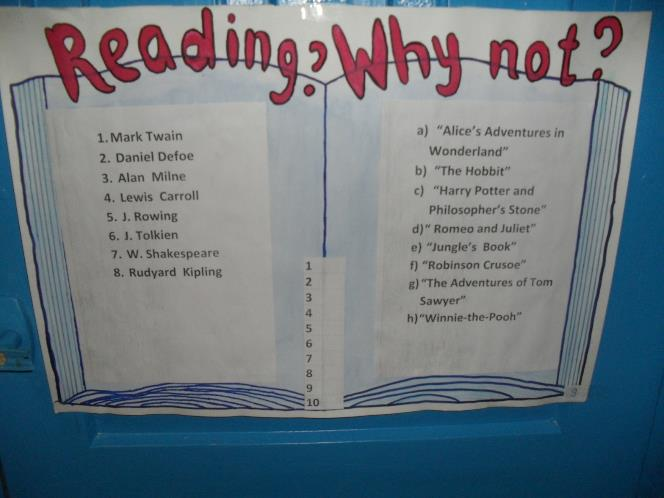 Reading? Why not?
1. Mark Twain
2. Daniel Defoe
3. Alan Milne
4. Lewis Carroll
5. J. Rowing
6. J. Tolkien
7. W. Shakespeare
8. Rudyard Kipling
1
2
3
4
5
6
7
8
9
10
a) "Alice's Adventures in
Wonderland"
b) "The Hobbit"
c) "Harry Potter and
Philosopher's Stone"
d)" Romeo and Juliet"
e) "Jungle's Book"
f) "Robinson Crusoe"
g) "The Adventures of Tom
Sawyer"
h)"Winnie-the-Pooh"
3